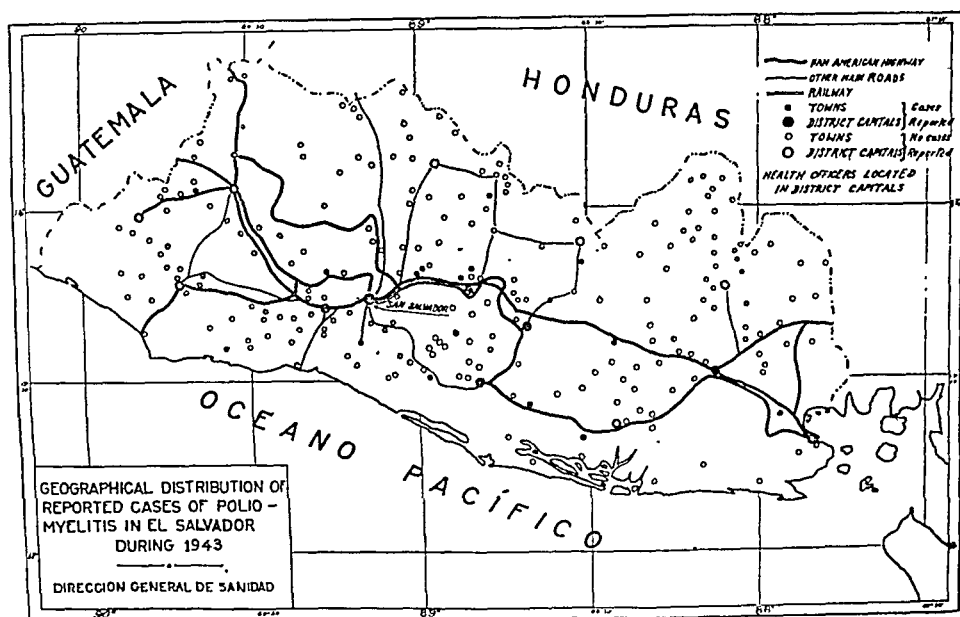 90
89°
88
GUATEMALA
HONDURAS
PAN AMERICAN HIGHWAY
OTHER MAIN ROADS
RAILWAY
TOWNS } Cases
DISTRICT CAPITALS } Reported
TOWNS } No cases
DISTRICT CAPITALS } Reported
HEALTH OFFICERS LOCATED
IN DISTRICT CAPITALS
SAN SALVADOR
OCEANO PACÍFICO
GEOGRAPHICAL DISTRIBUTION OF
REPORTED CASES OF POLIO-
MYELITIS IN EL SALVADOR
DURING 1943
DIRECCION GENERAL DE SANIDAD
89
88